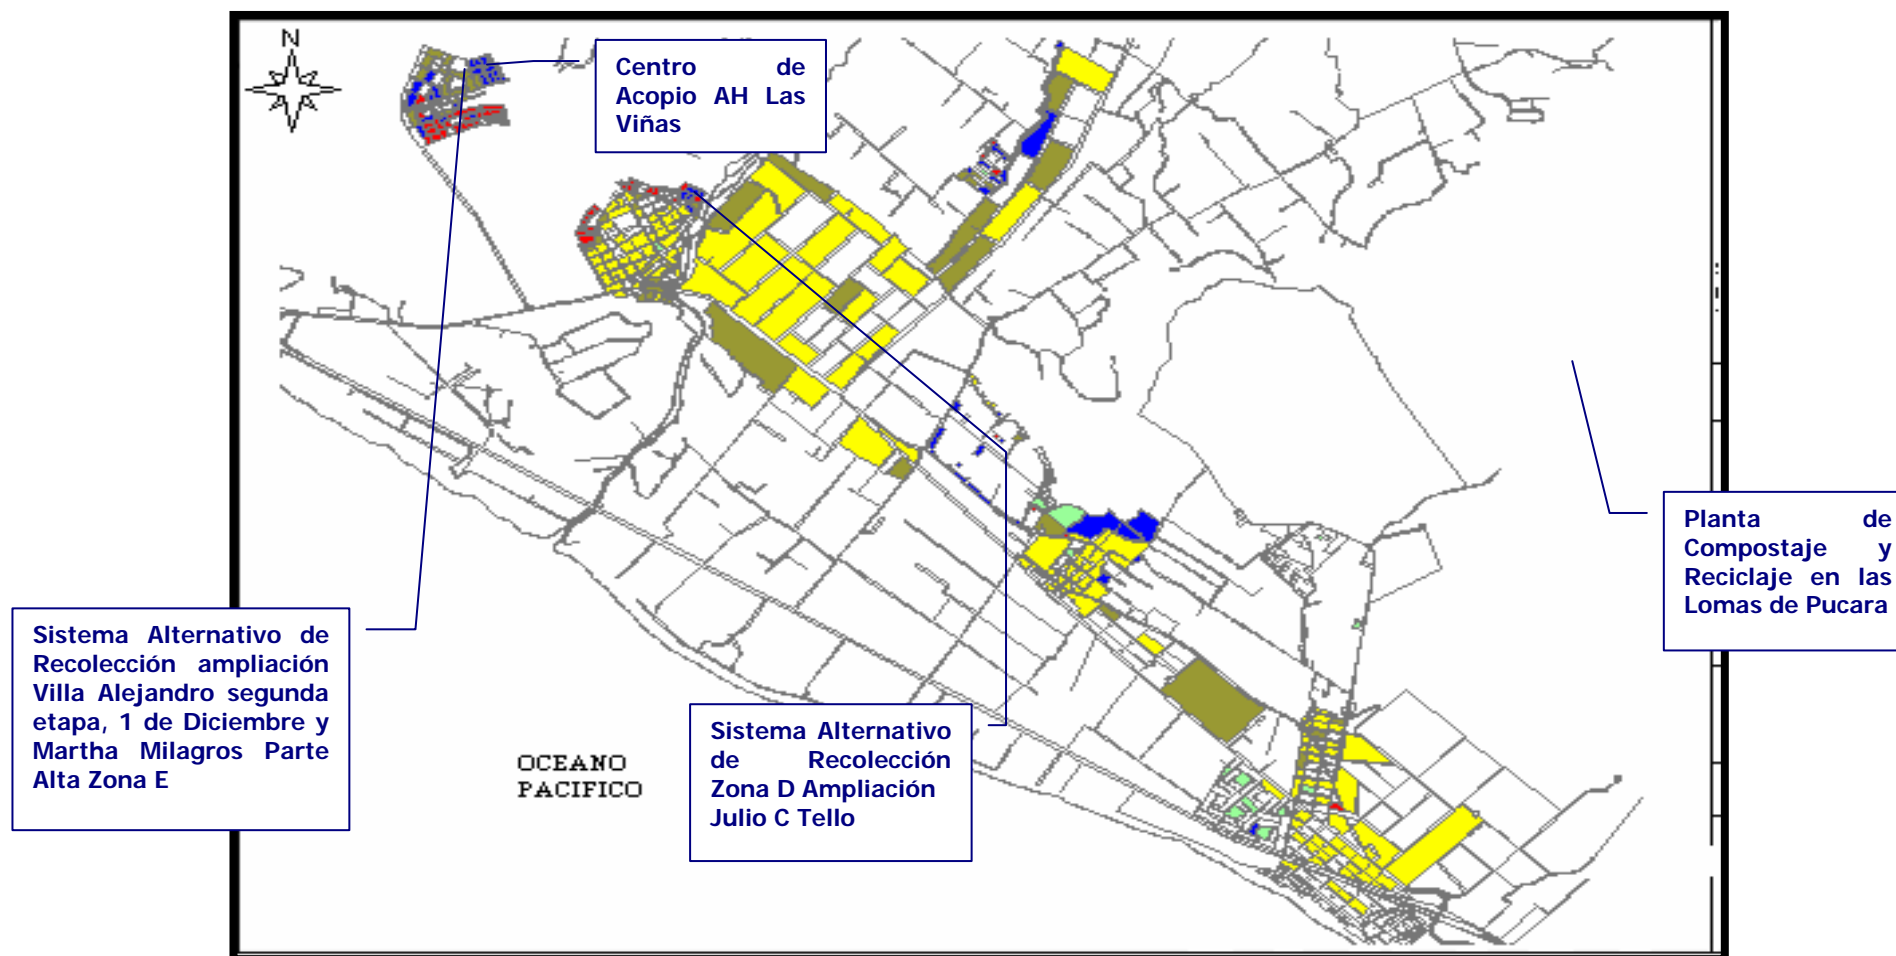 N
Centro de
Acopio AH Las
Viñas
Planta de
Compostaje y
Reciclaje en las
Lomas de Pucara
Sistema Alternativo de
Recolección ampliación
Villa Alejandro segunda
etapa, 1 de Diciembre y
Martha Milagros Parte
Alta Zona E
OCEANO
PACIFICO
Sistema Alternativo
de Recolección
Zona D Ampliación
Julio C Tello